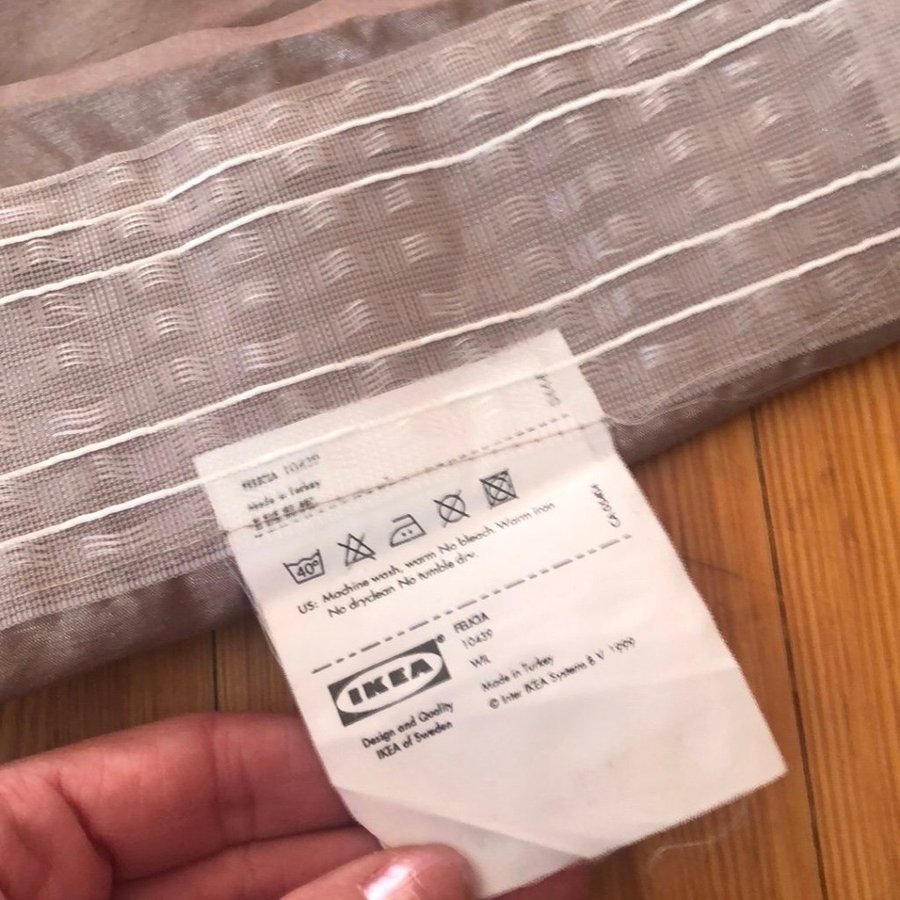 FELICIA 10439
Made in Turkey
40°
US: Machine wash, warm No bleach. Warm iron
No dryclean No tumble dry.
IKEA®
Design and Quality
IKEA of Sweden
FELICIA
10439
WR
Made in Turkey
© Inter IKEA Systems B.V. 1999